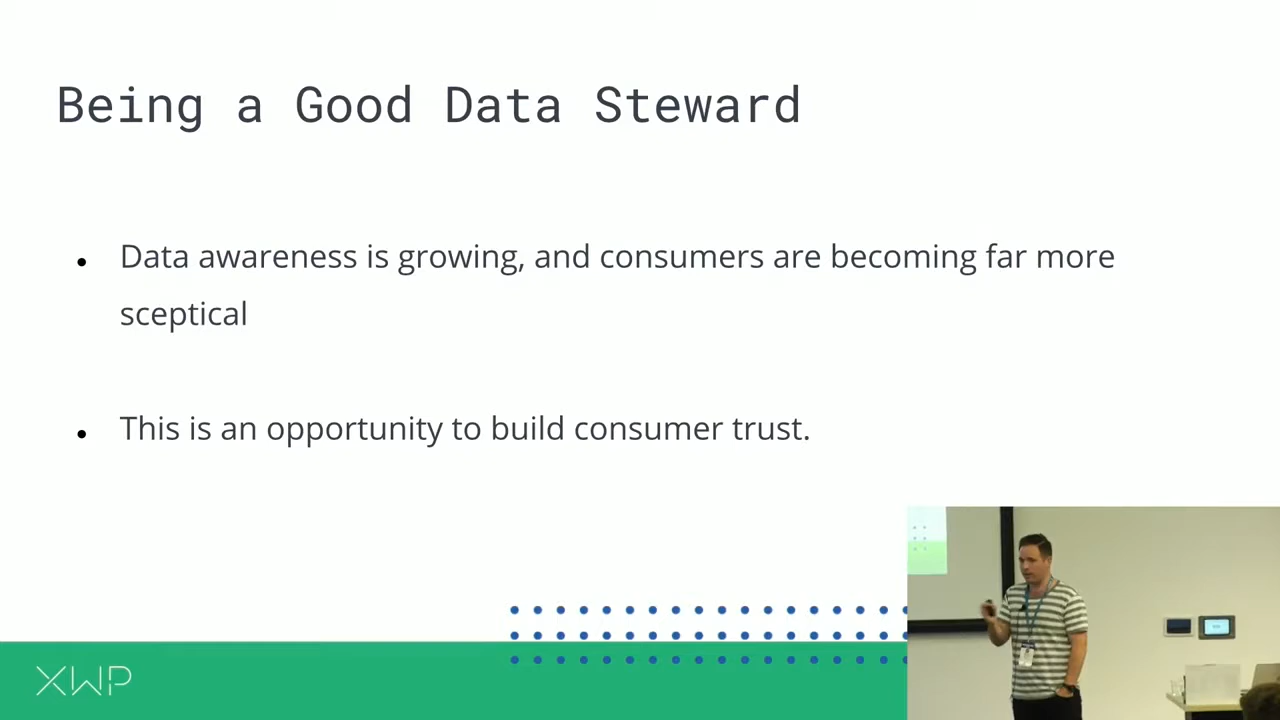 Being a Good Data Steward
• Data awareness is growing, and consumers are becoming far more
sceptical
• This is an opportunity to build consumer trust.
XWP